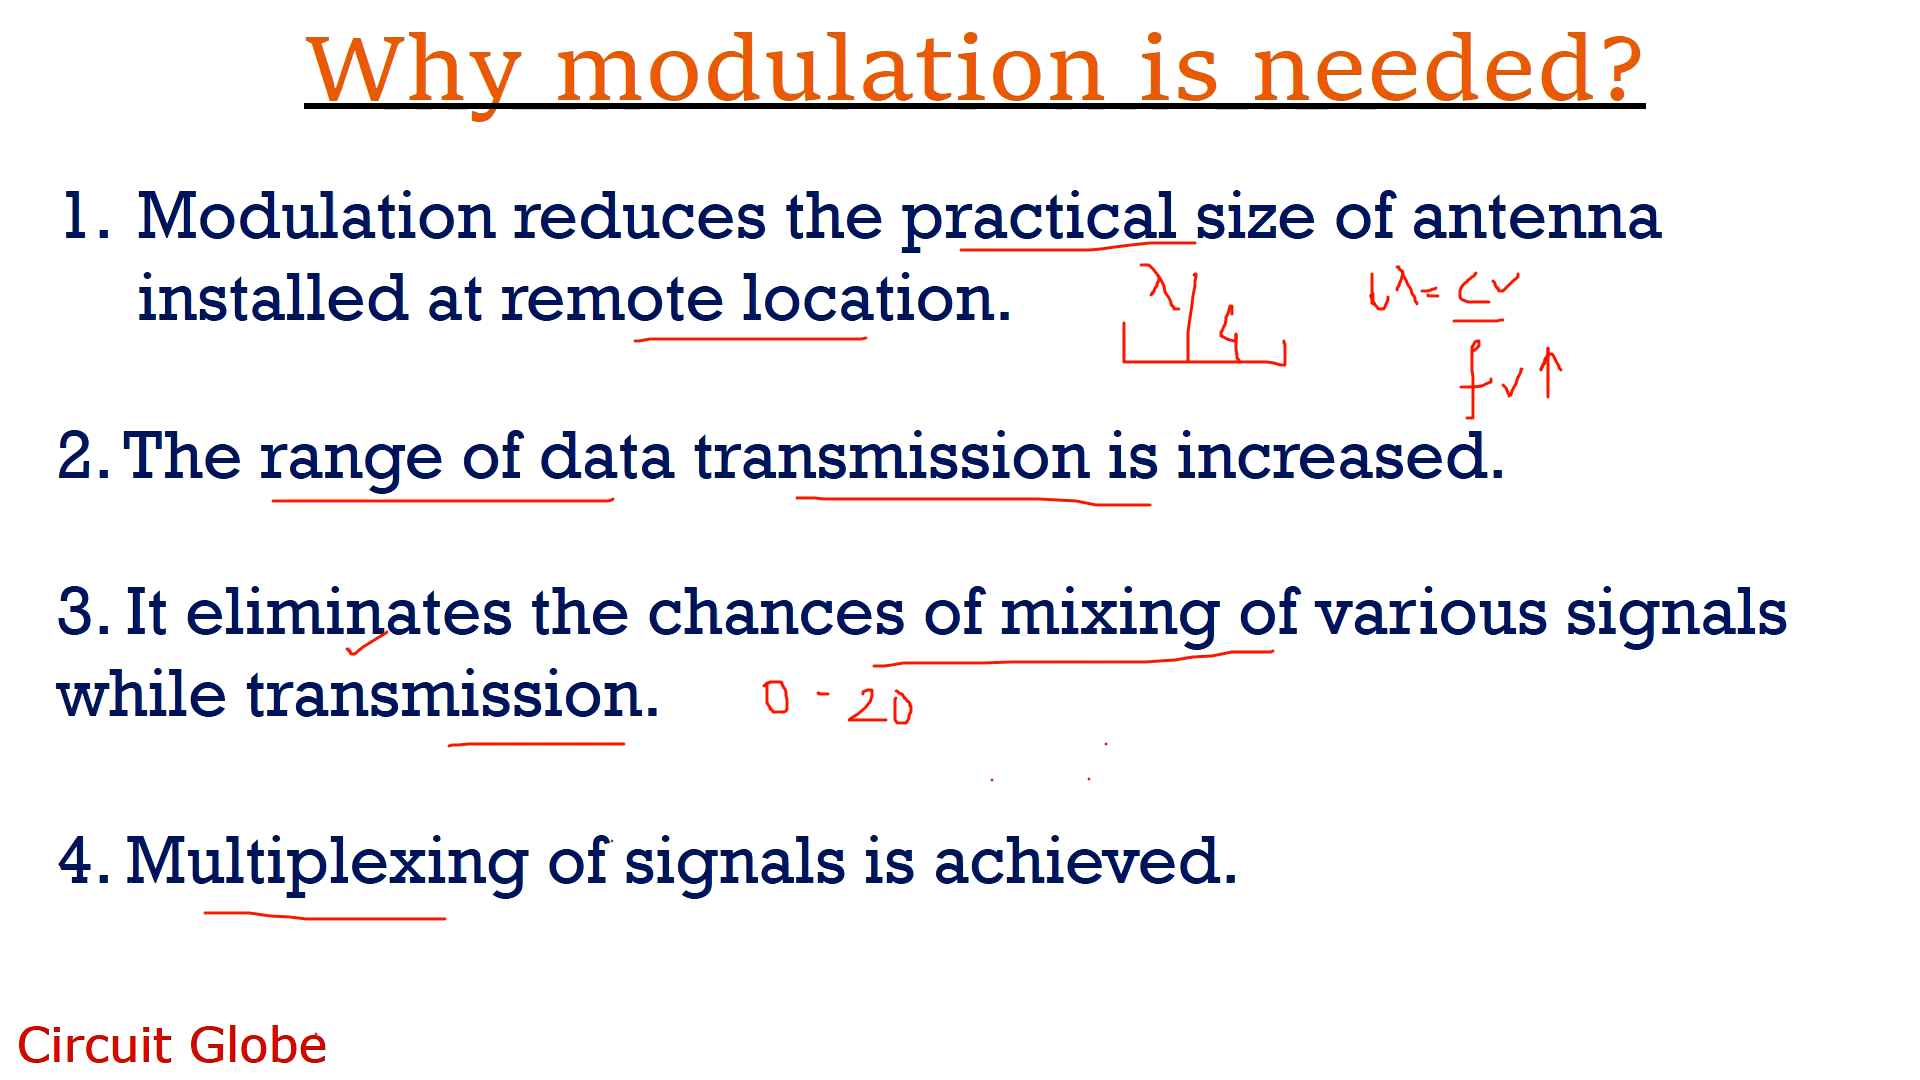 Why modulation is needed?
1. Modulation reduces the practical size of antenna
installed at remote location.
λ/4
λ = c
f
2. The range of data transmission is increased.
3. It eliminates the chances of mixing of various signals
while transmission.
0 - 20
4. Multiplexing of signals is achieved.
Circuit Globe